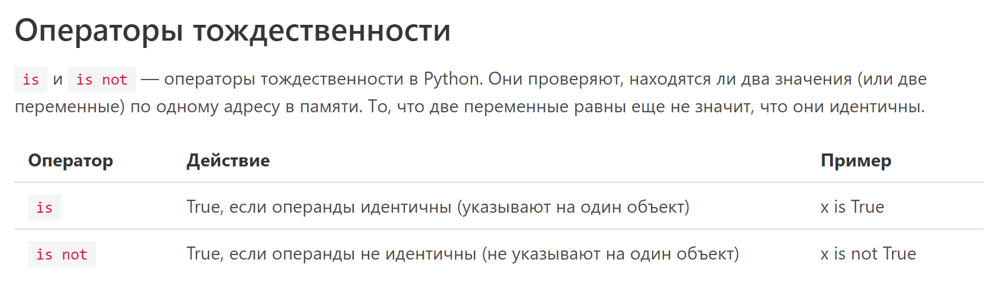 Операторы тождественности
is и is not — операторы тождественности в Python. Они проверяют, находятся ли два значения (или две
переменные) по одному адресу в памяти. То, что две переменные равны еще не значит, что они идентичны.
Оператор Действие Пример
is True, если операнды идентичны (указывают на один объект) x is True
is not True, если операнды не идентичны (не указывают на один объект) x is not True